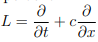 L = ∂/∂t + c ∂/∂x